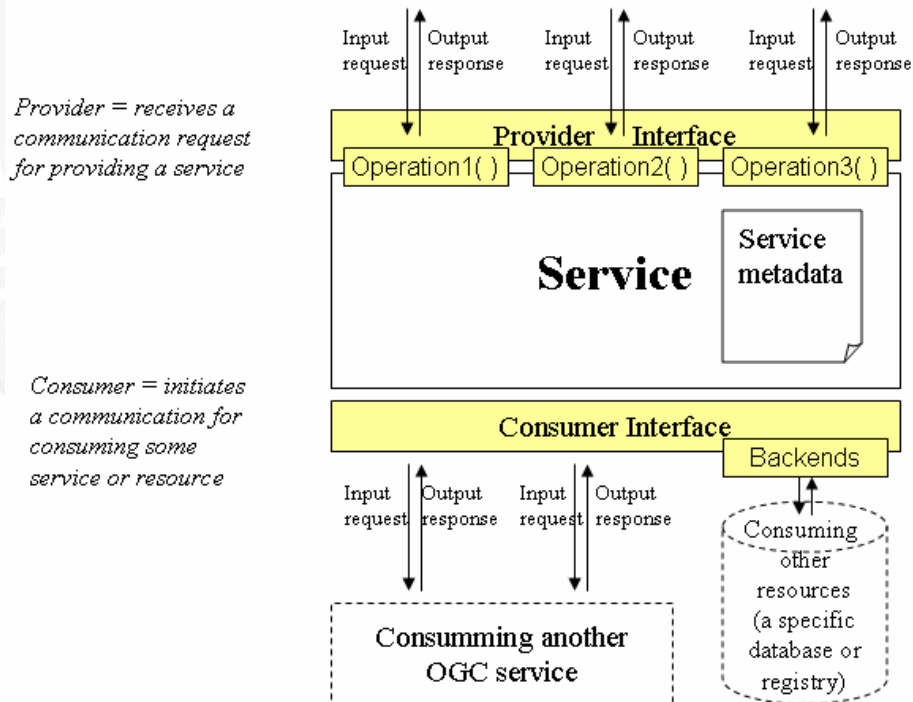 Input request
Output response
Input request
Output response
Input request
Output response
Provider = receives a
communication request
for providing a service
Provider Interface
Operation1( )
Operation2( )
Operation3( )
Service
Service
metadata
Consumer = initiates
a communication for
consuming some
service or resource
Consumer Interface
Backends
Input request
Output response
Input request
Output response
Consuming
other
resources
(a specific
database or
registry)
Consumming another
OGC service